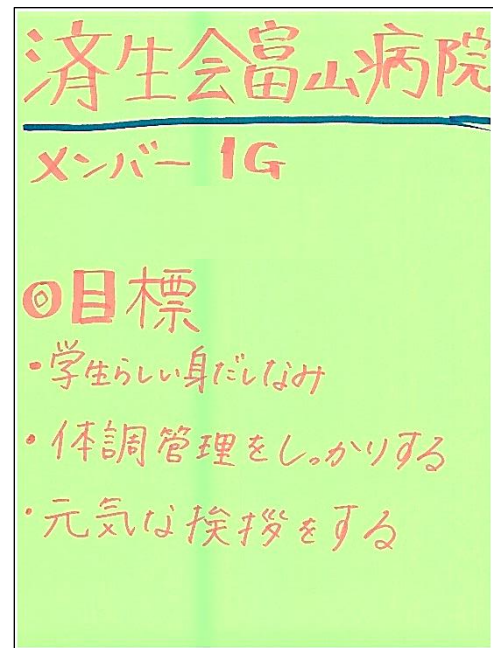 済生会富山病院
メンバー 1G
◎目標
・学生らしい身だしなみ
・体調管理をしっかりする
・元気な挨拶をする